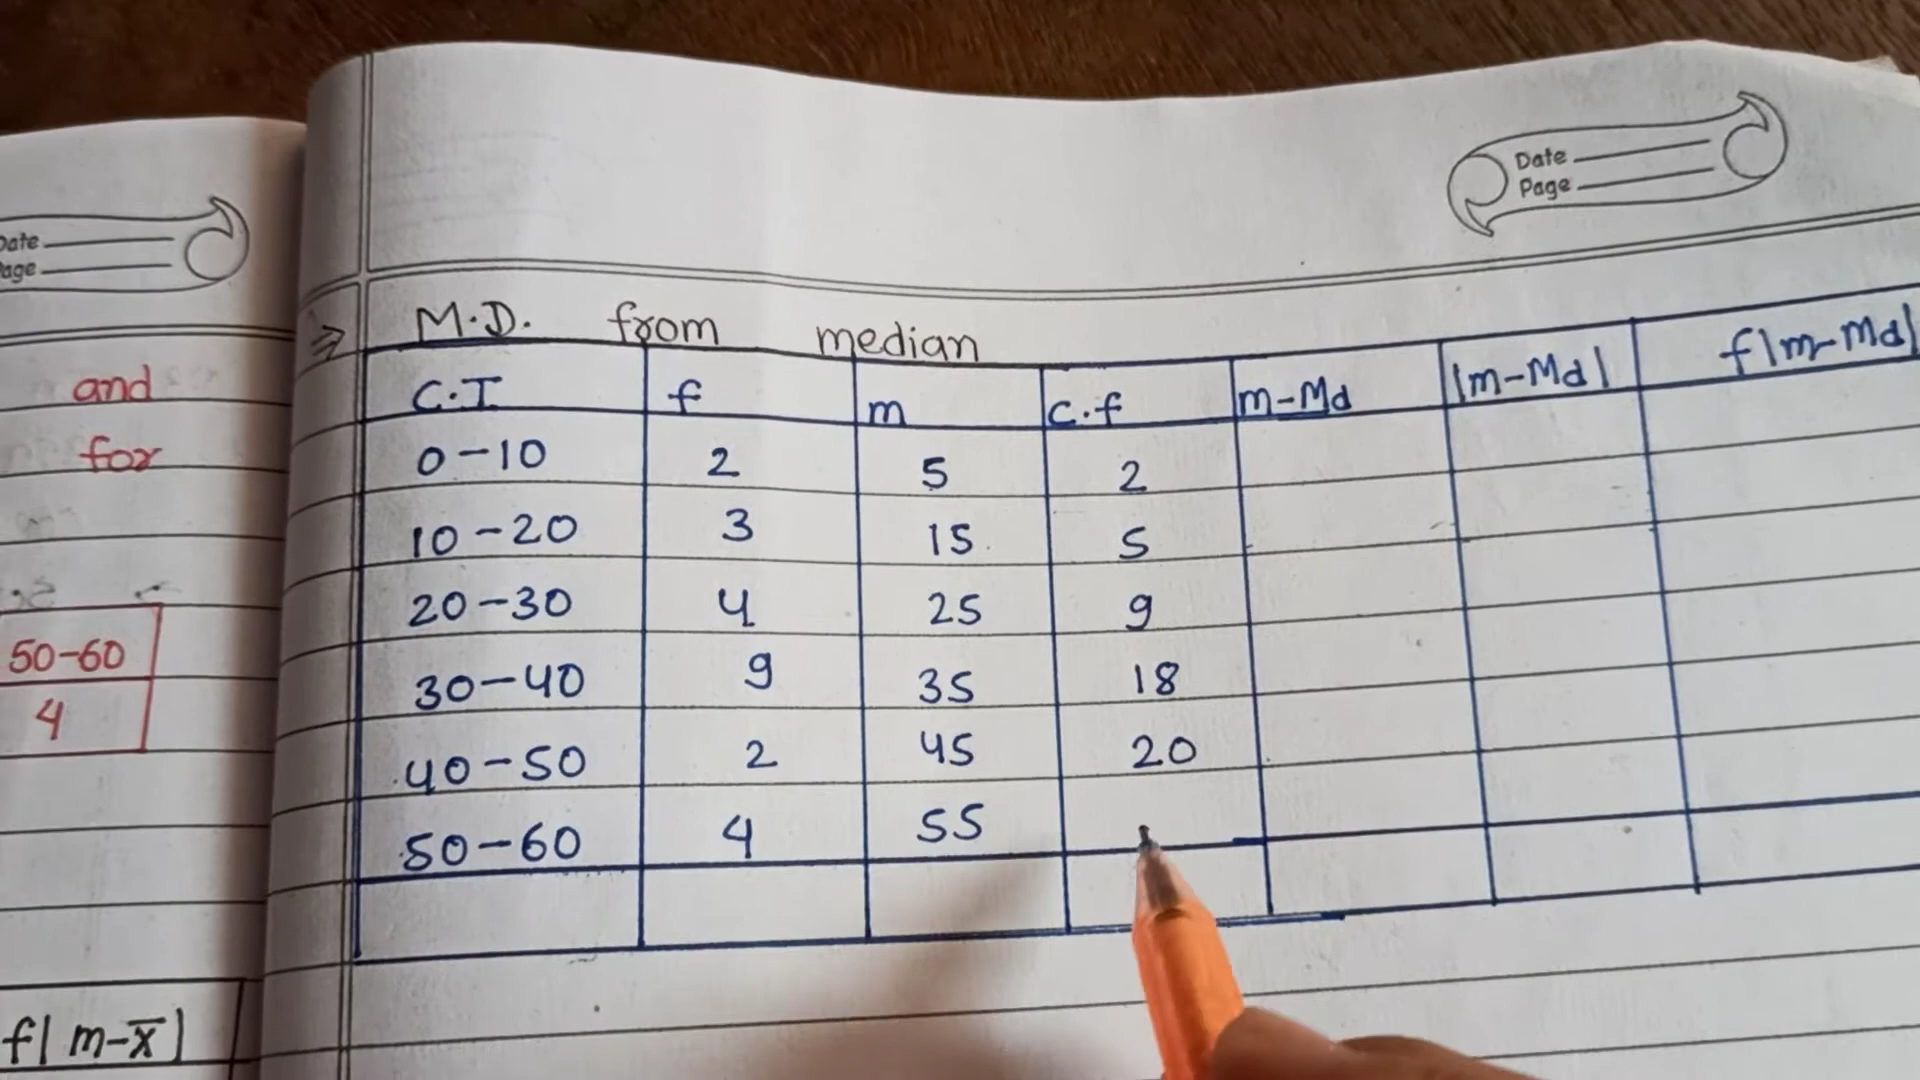 Date
Page
Date
Page
and
for
50-60
4
f| m-x̅ |
⇒ M.D. from median
C.I f m c.f m-Md |m-Md| f|m-Md|
0-10 2 5 2
10-20 3 15 5
20-30 4 25 9
30-40 9 35 18
40-50 2 45 20
50-60 4 55